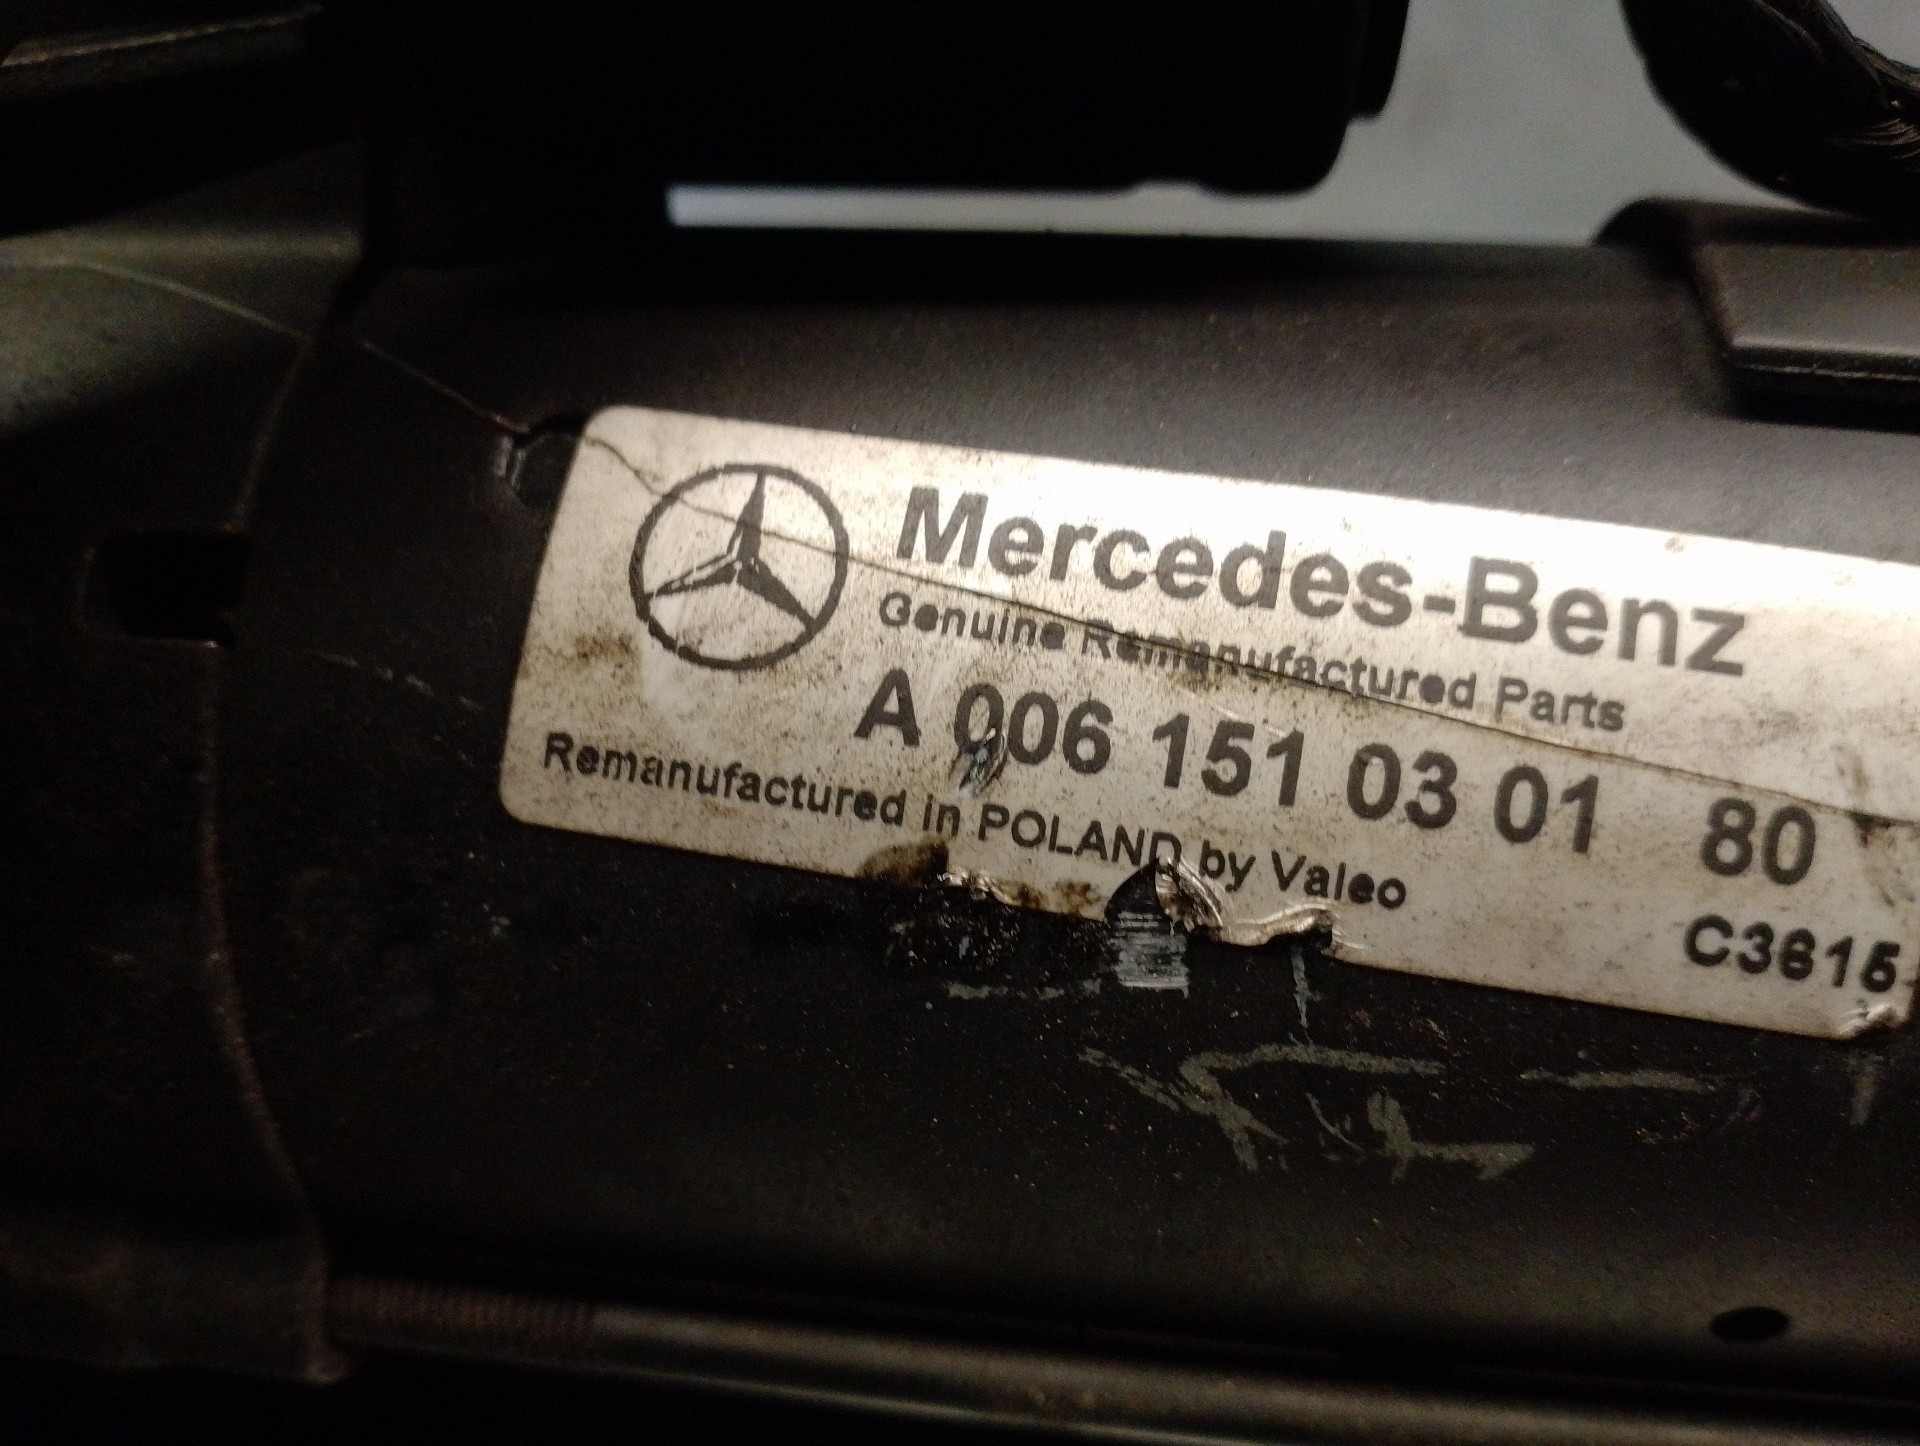 Mercedes-Benz
Genuine Remanufactured Parts
A 006 151 03 01 80
Remanufactured in POLAND by Valeo
C3615